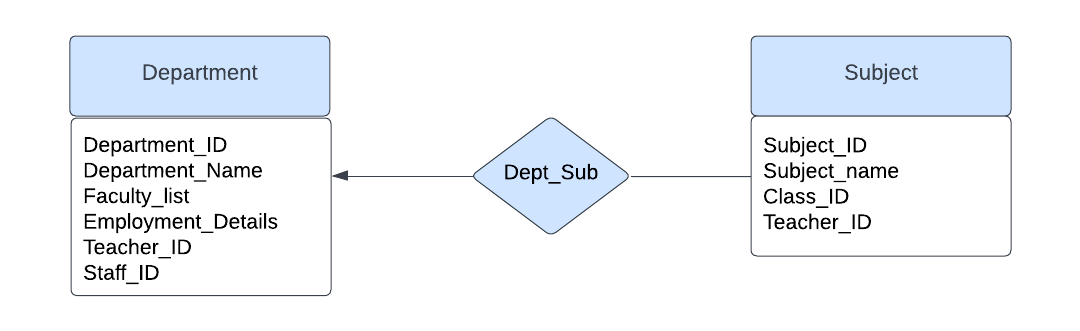 Department
Department_ID
Department_Name
Faculty_list
Employment_Details
Teacher_ID
Staff_ID
Dept_Sub
Subject
Subject_ID
Subject_name
Class_ID
Teacher_ID